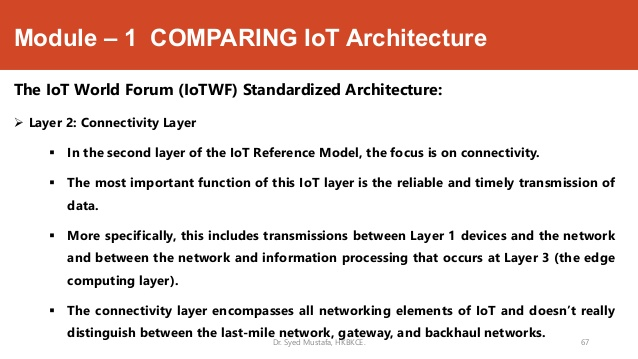 Module – 1 COMPARING IoT Architecture
The IoT World Forum (IoTWF) Standardized Architecture:
➢ Layer 2: Connectivity Layer
▪ In the second layer of the IoT Reference Model, the focus is on connectivity.
▪ The most important function of this IoT layer is the reliable and timely transmission of
data.
▪ More specifically, this includes transmissions between Layer 1 devices and the network
and between the network and information processing that occurs at Layer 3 (the edge
computing layer).
▪ The connectivity layer encompasses all networking elements of IoT and doesn't really
distinguish between the last-mile network, gateway, and backhaul networks.
Dr. Syed Mustafa, HKBKCE. 67